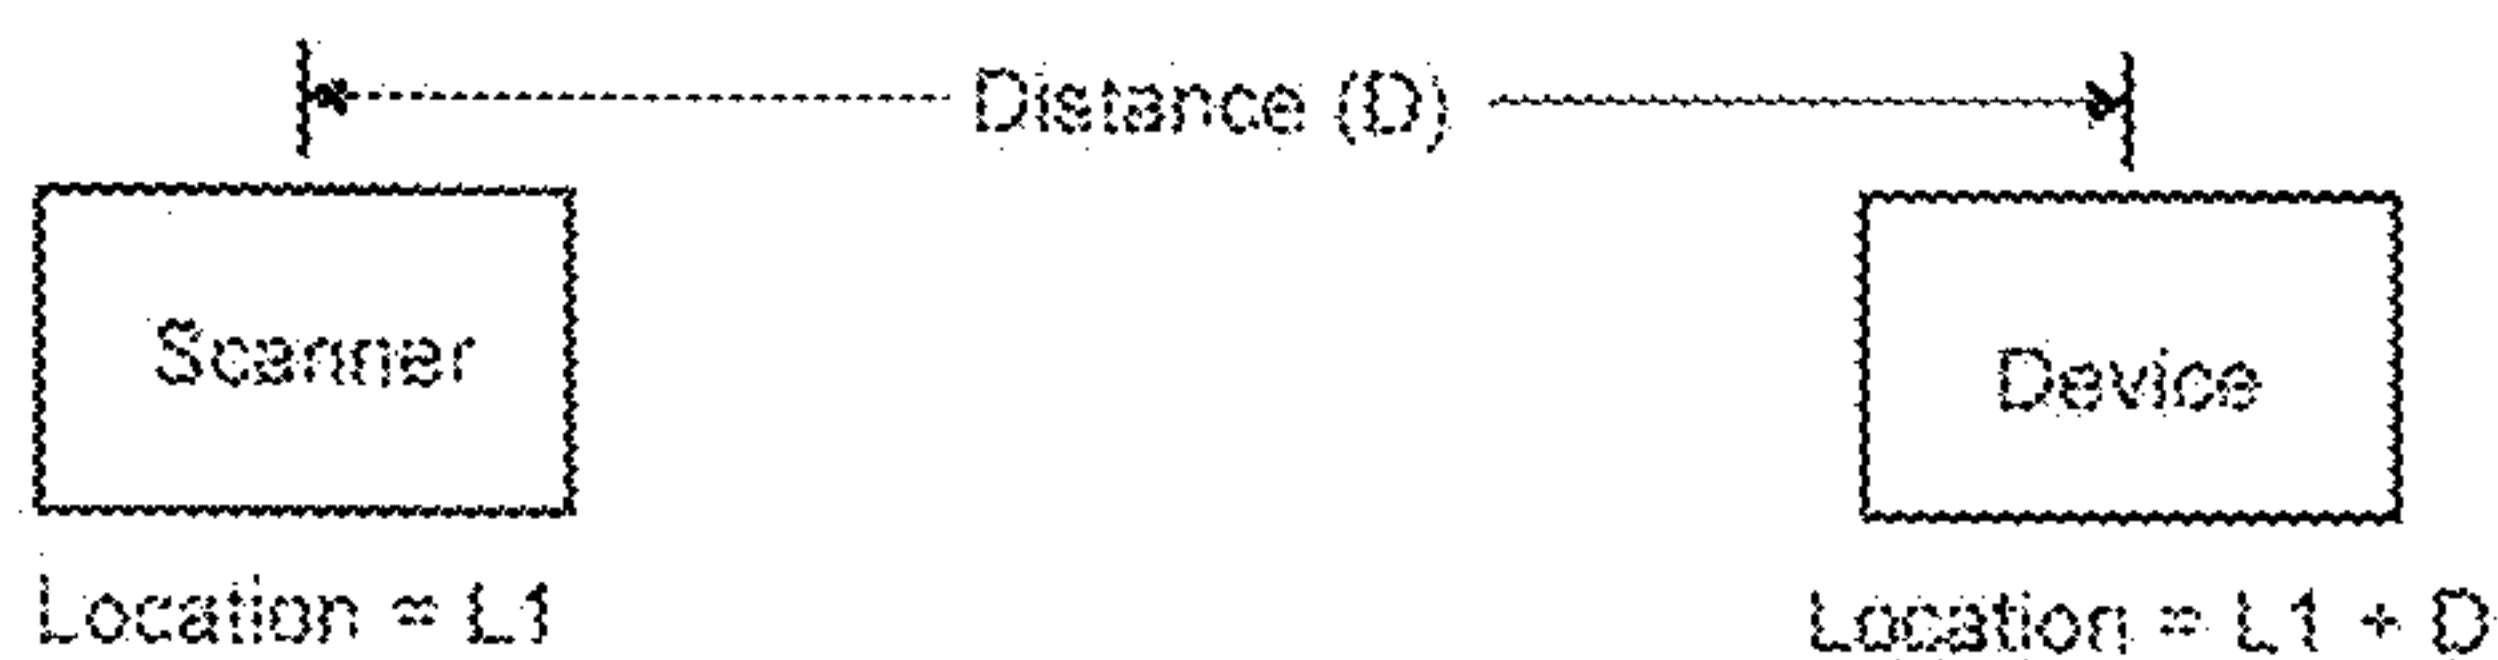 Distance (D)
Scanner
Device
Location = L1
Location = L1 + D